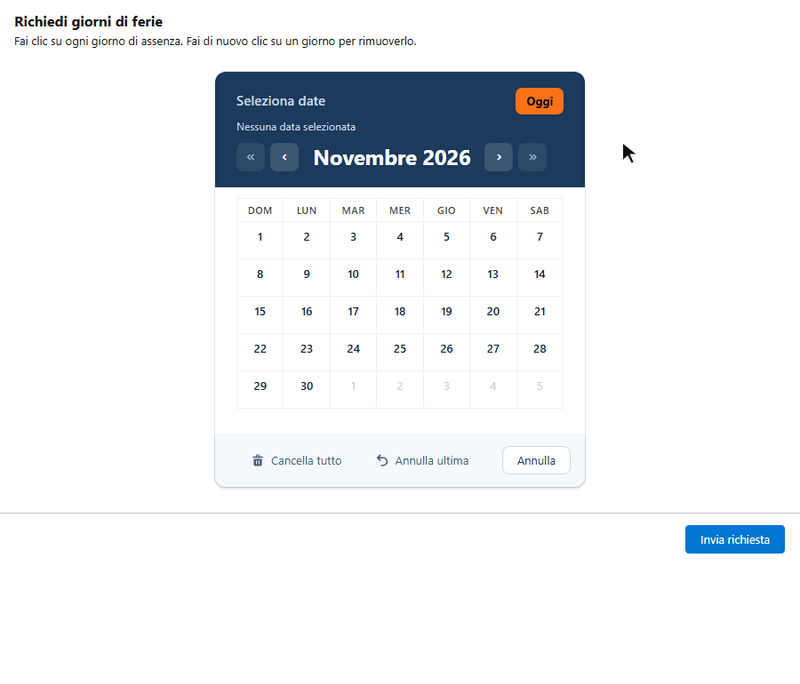 Richiedi giorni di ferie
Fai clic su ogni giorno di assenza. Fai di nuovo clic su un giorno per rimuoverlo.
Seleziona date
Oggi
Nessuna data selezionata
« ‹ Novembre 2026 › »
DOM LUN MAR MER GIO VEN SAB
1 2 3 4 5 6 7
8 9 10 11 12 13 14
15 16 17 18 19 20 21
22 23 24 25 26 27 28
29 30 1 2 3 4 5
Cancella tutto Annulla ultima Annulla
Invia richiesta